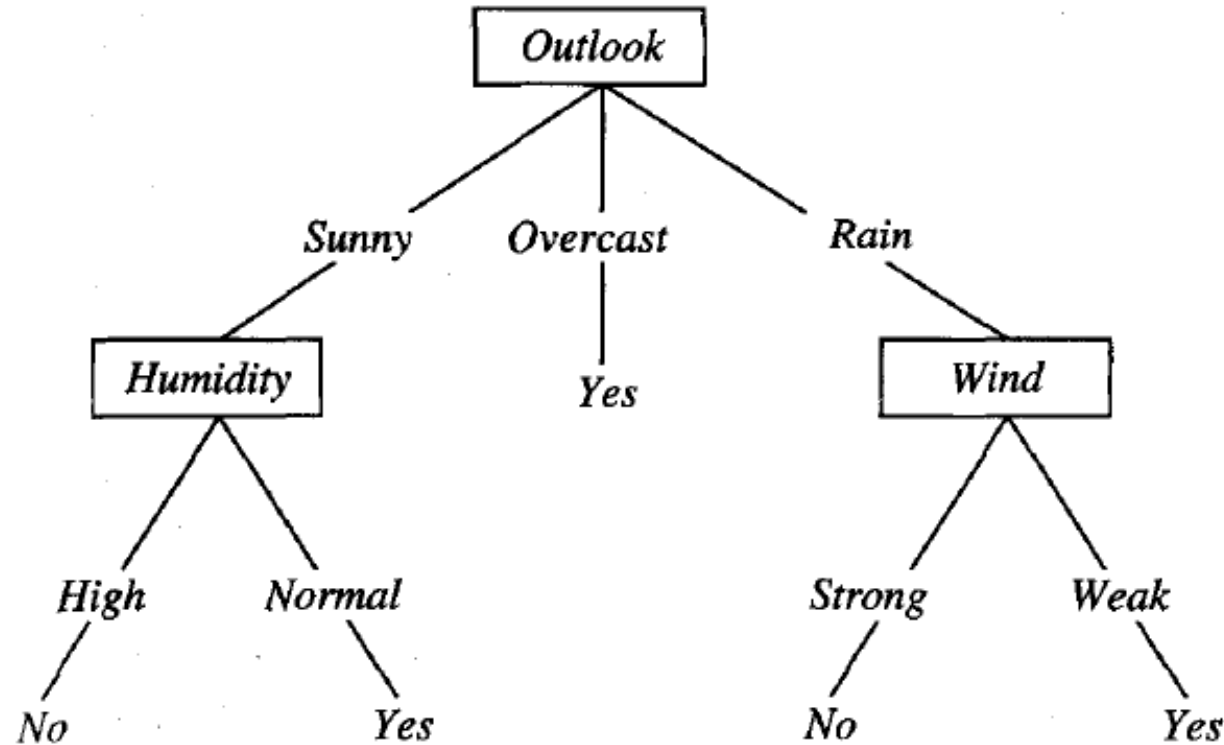 Outlook
Sunny Overcast Rain
Humidity Yes Wind
High Normal Strong Weak
No Yes No Yes